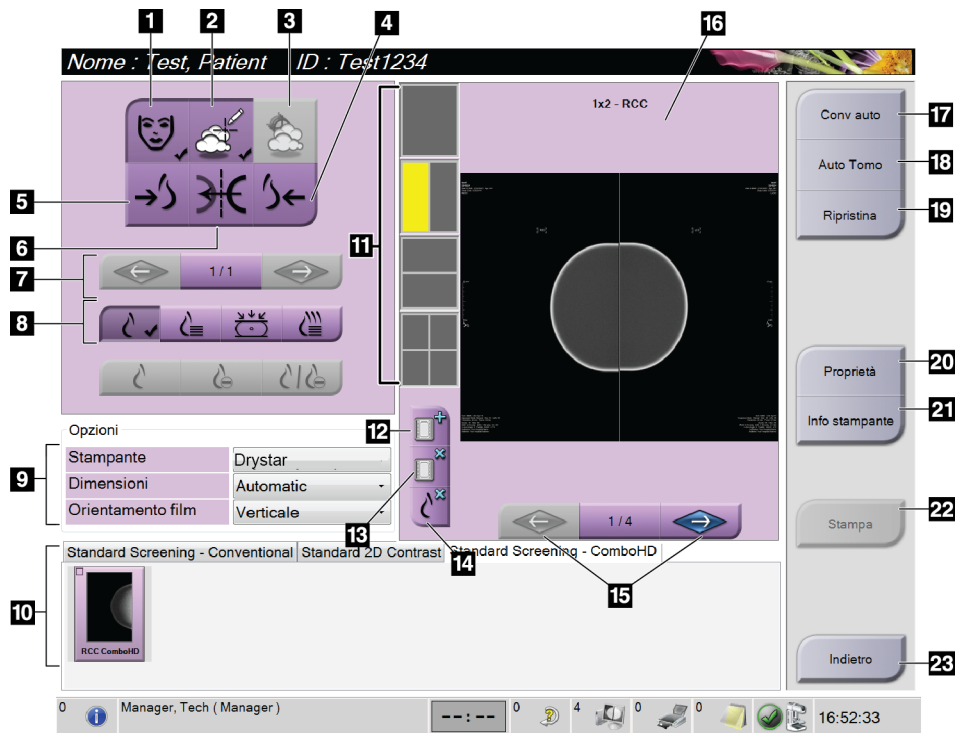 1 2 3 4
Nome : Test, Patient ID : Test1234
16
1x2 - RCC
5
6
7
1 / 1
8
11
Conv auto
17
Auto Tomo
18
Ripristina
19
Proprietà
20
Info stampante
21
Opzioni
9
Stampante
Drystar
Dimensioni
Automatic
Orientamento film
Verticale
12
13
14
1 / 4
15
Stampa
22
Standard Screening - Conventional
Standard 2D Contrast
Standard Screening - ComboHD
10
RCC ComboHD
Indietro
23
0
Manager, Tech ( Manager )
--:--
0
4
0
0
16:52:33